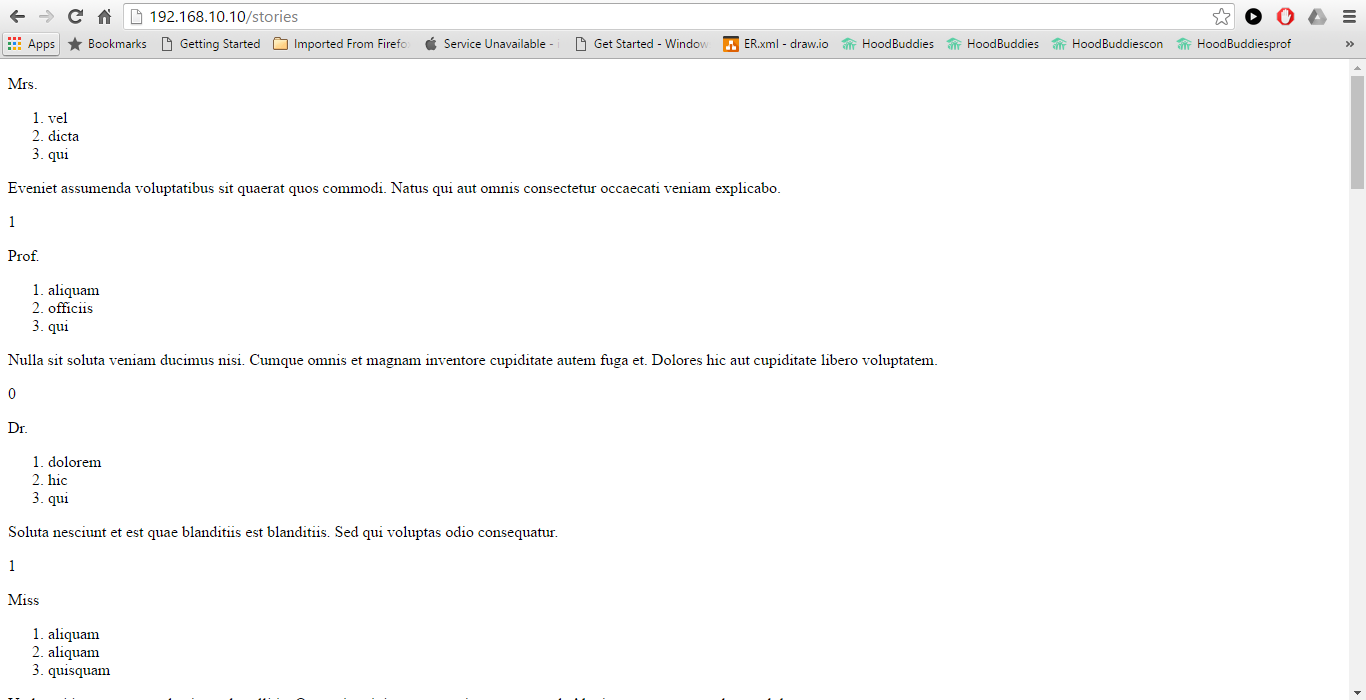 192.168.10.10/stories
Apps Bookmarks Getting Started Imported From Firefo Service Unavailable - Get Started - Window ER.xml - draw.io HoodBuddies HoodBuddies HoodBuddiescon HoodBuddiesprof »
Mrs.
1. vel
2. dicta
3. qui
Eveniet assumenda voluptatibus sit quaerat quos commodi. Natus qui aut omnis consectetur occaecati veniam explicabo.
1
Prof.
1. aliquam
2. officiis
3. qui
Nulla sit soluta veniam ducimus nisi. Cumque omnis et magnam inventore cupiditate autem fuga et. Dolores hic aut cupiditate libero voluptatem.
0
Dr.
1. dolorem
2. hic
3. qui
Soluta nesciunt et est quae blanditiis est blanditiis. Sed qui voluptas odio consequatur.
1
Miss
1. aliquam
2. aliquam
3. quisquam